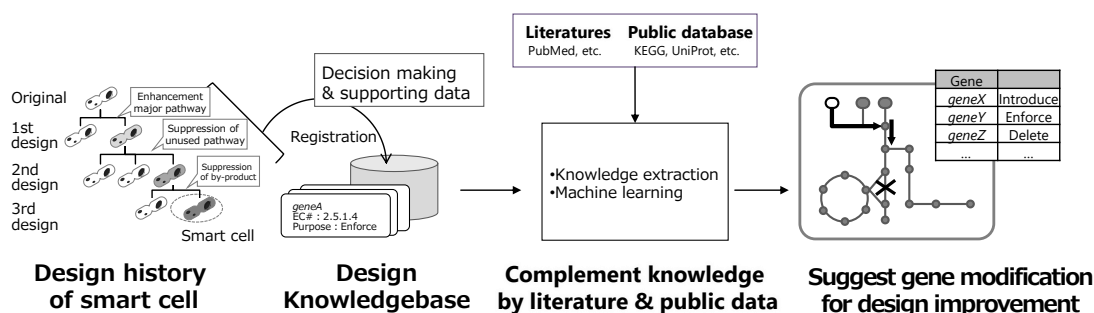 Original
1st
design
2nd
design
3rd
design
Enhancement
major pathway
Suppression of
unused pathway
Suppression
of by-product
Smart cell
Design history
of smart cell
Decision making
& supporting data
Registration
geneA
EC# : 2.5.1.4
Purpose : Enforce
Design
Knowledgebase
Literatures
PubMed, etc.
Public database
KEGG, UniProt, etc.
•Knowledge extraction
•Machine learning
Complement knowledge
by literature & public data
Gene
geneX Introduce
geneY Enforce
geneZ Delete
... ...
Suggest gene modification
for design improvement